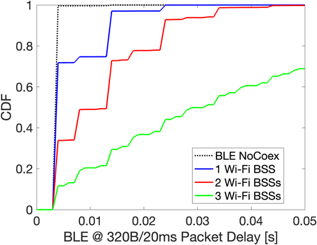 1
0.8
0.6
0.4
0.2
0
CDF
BLE NoCoex
1 Wi-Fi BSS
2 Wi-Fi BSSs
3 Wi-Fi BSSs
0 0.01 0.02 0.03 0.04 0.05
BLE @ 320B/20ms Packet Delay [s]